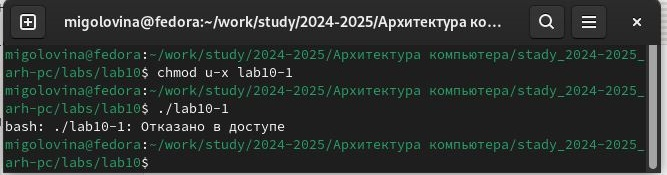 migolovina@fedora:~/work/study/2024-2025/Архитектура ко...
migolovina@fedora:~/work/study/2024-2025/Архитектура компьютера/stady_2024-2025_
arh-pc/labs/lab10$ chmod u-x lab10-1
migolovina@fedora:~/work/study/2024-2025/Архитектура компьютера/stady_2024-2025_
arh-pc/labs/lab10$ ./lab10-1
bash: ./lab10-1: Отказано в доступе
migolovina@fedora:~/work/study/2024-2025/Архитектура компьютера/stady_2024-2025_
arh-pc/labs/lab10$